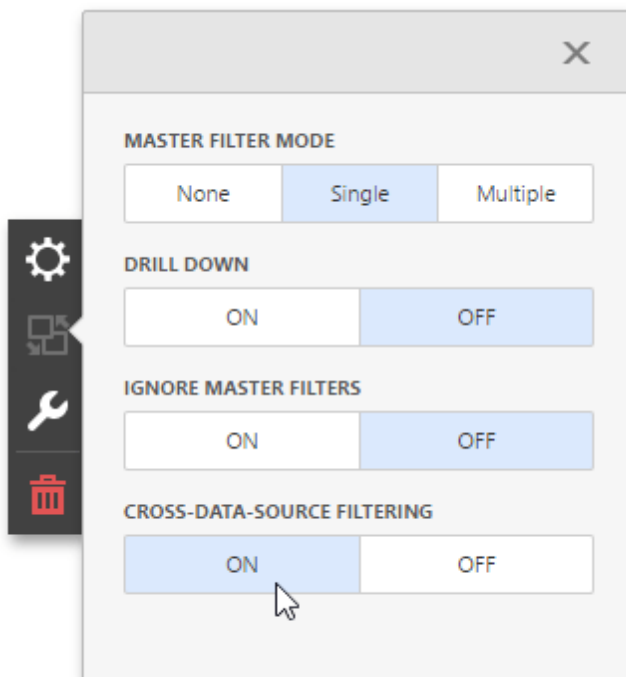 MASTER FILTER MODE
None Single Multiple
DRILL DOWN
ON OFF
IGNORE MASTER FILTERS
ON OFF
CROSS-DATA-SOURCE FILTERING
ON OFF